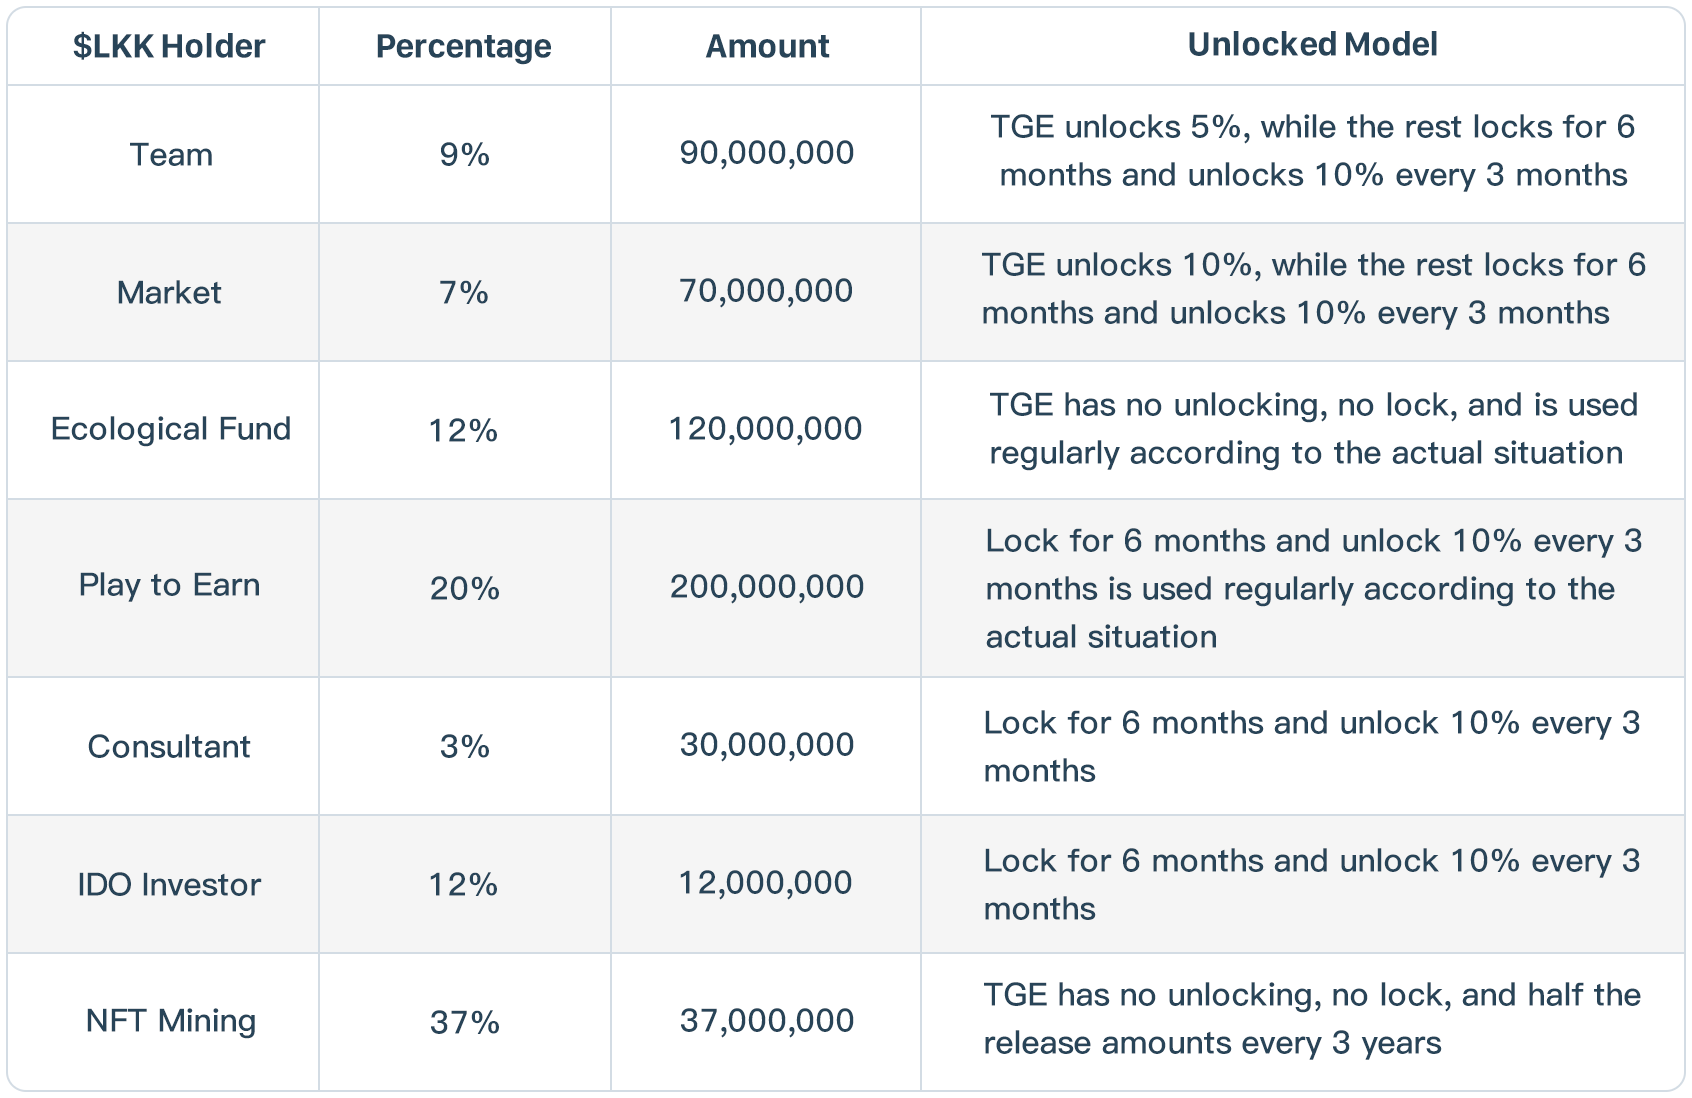 $LKK Holder Percentage Amount Unlocked Model
Team 9% 90,000,000 TGE unlocks 5%, while the rest locks for 6
months and unlocks 10% every 3 months
Market 7% 70,000,000 TGE unlocks 10%, while the rest locks for 6
months and unlocks 10% every 3 months
Ecological Fund 12% 120,000,000 TGE has no unlocking, no lock, and is used
regularly according to the actual situation
Play to Earn 20% 200,000,000 Lock for 6 months and unlock 10% every 3
months is used regularly according to the
actual situation
Consultant 3% 30,000,000 Lock for 6 months and unlock 10% every 3
months
IDO Investor 12% 12,000,000 Lock for 6 months and unlock 10% every 3
months
NFT Mining 37% 37,000,000 TGE has no unlocking, no lock, and half the
release amounts every 3 years